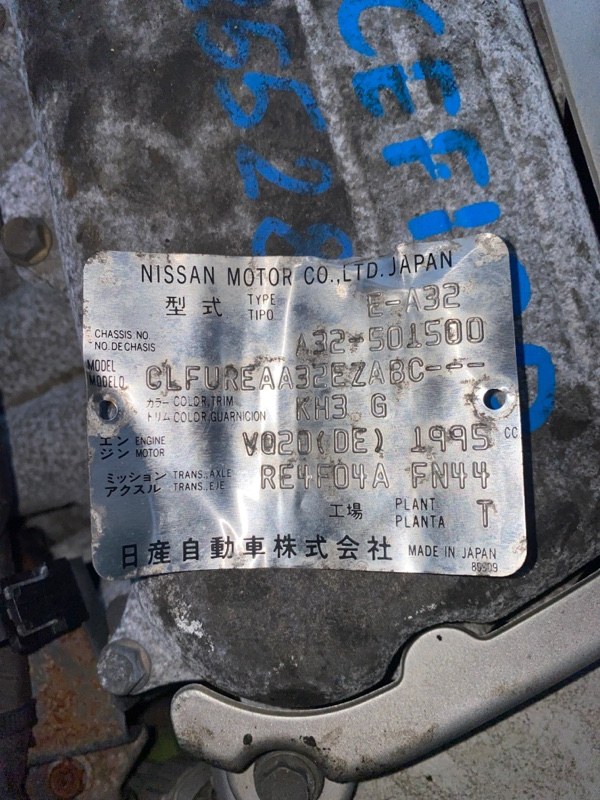 CEFIRO
65528
NISSAN MOTOR CO.,LTD. JAPAN
型式 TYPE TIPO E-A32
CHASSIS NO
NO. DE CHASIS A32-501500
MODEL
MODELO CLFUREAA32EZABC---
カラー COLOR,TRIM
トリム COLOR,GUARNICION KH3 G
エン ENGINE
ジン MOTOR VQ20(DE) 1995 CC
ミッション TRANS.,AXLE
アクスル TRANS.,EJE RE4F04A FN44
工場 PLANT
PLANTA T
日産自動車株式会社 MADE IN JAPAN